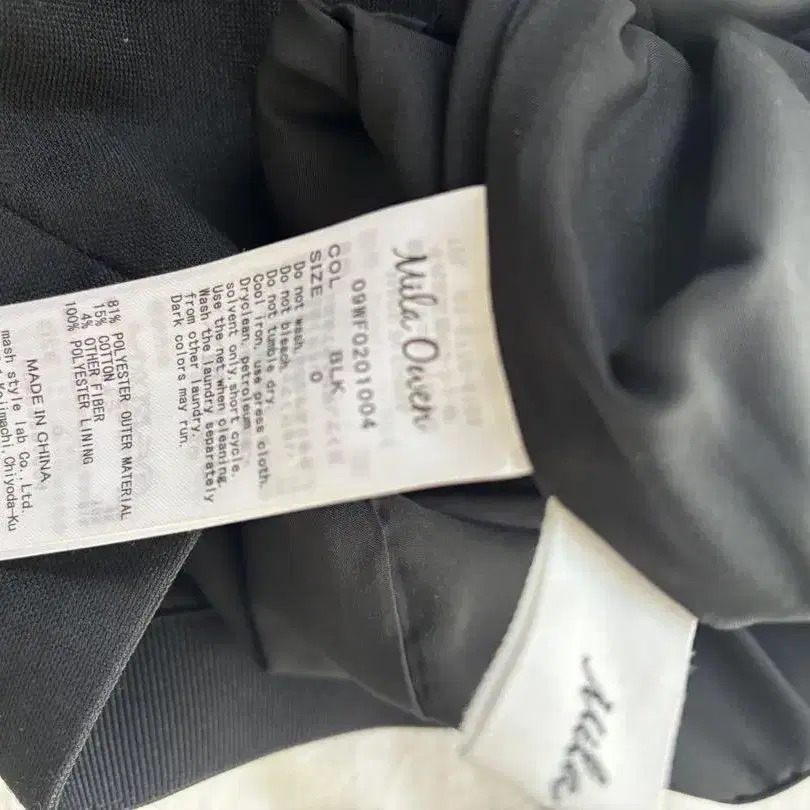 Mila Owen
09WF0201004
COL BLK
SIZE 0
Do not wash.
Do not bleach.
Do not tumble dry.
Cool iron, use press cloth.
Dryclean, petroleum
solvent only, short cycle.
Use the net when cleaning.
Wash the laundry separately
from other laundry.
Dark colors may run.
81% POLYESTER OUTER MATERIAL
15% COTTON
4% OTHER FIBER
100% POLYESTER LINING
MADE IN CHINA
mash style lab Co., Ltd.
Kojimachi, Chiyoda-Ku
Mila